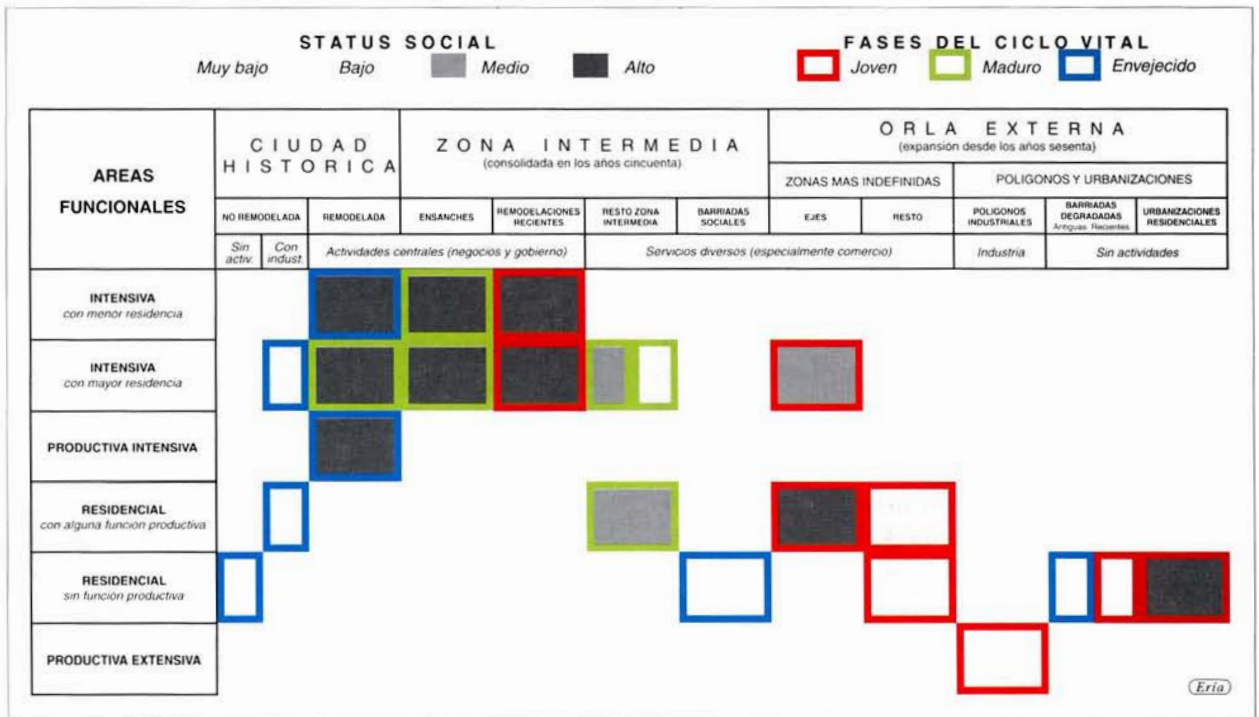 STATUS SOCIAL
Muy bajo Bajo Medio Alto
FASES DEL CICLO VITAL
Joven Maduro Envejecido
AREAS
FUNCIONALES
CIUDAD
HISTORICA
ZONA INTERMEDIA
(consolidada en los años cincuenta)
ORLA EXTERNA
(expansión desde los años sesenta)
ZONAS MAS INDEFINIDAS
POLIGONOS Y URBANIZACIONES
NO REMODELADA
REMODELADA
ENSANCHES
REMODELACIONES
RECIENTES
RESTO ZONA
INTERMEDIA
BARRIADAS
SOCIALES
EJES
RESTO
POLIGONOS
INDUSTRIALES
BARRIADAS
DEGRADADAS
Antiguas Recientes
URBANIZACIONES
RESIDENCIALES
Sin
activ.
Con
indust.
Actividades centrales (negocios y gobierno)
Servicios diversos (especialmente comercio)
Industria
Sin actividades
INTENSIVA
con menor residencia
INTENSIVA
con mayor residencia
PRODUCTIVA INTENSIVA
RESIDENCIAL
con alguna función productiva
RESIDENCIAL
sin función productiva
PRODUCTIVA EXTENSIVA
Ería